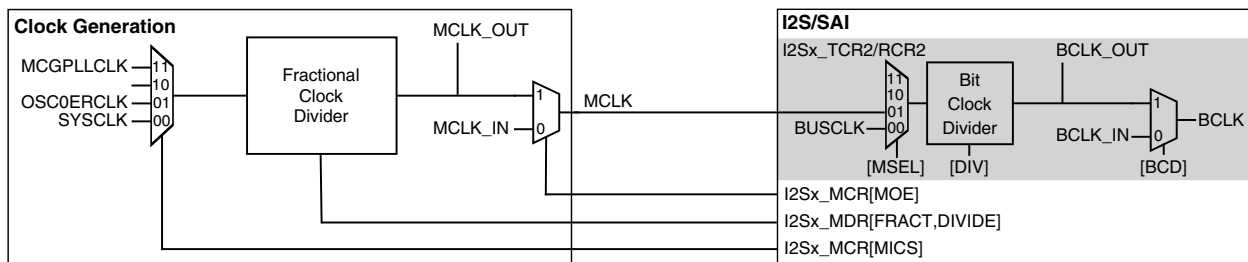 Clock Generation
MCGPLLCLK
OSC0ERCLK
SYSCLK
11
10
01
00
Fractional
Clock
Divider
MCLK_OUT
MCLK_IN
1
0
MCLK
I2S/SAI
I2Sx_TCR2/RCR2
BUSCLK
11
10
01
00
[MSEL]
Bit
Clock
Divider
[DIV]
BCLK_OUT
BCLK_IN
1
0
[BCD]
BCLK
I2Sx_MCR[MOE]
I2Sx_MDR[FRACT,DIVIDE]
I2Sx_MCR[MICS]